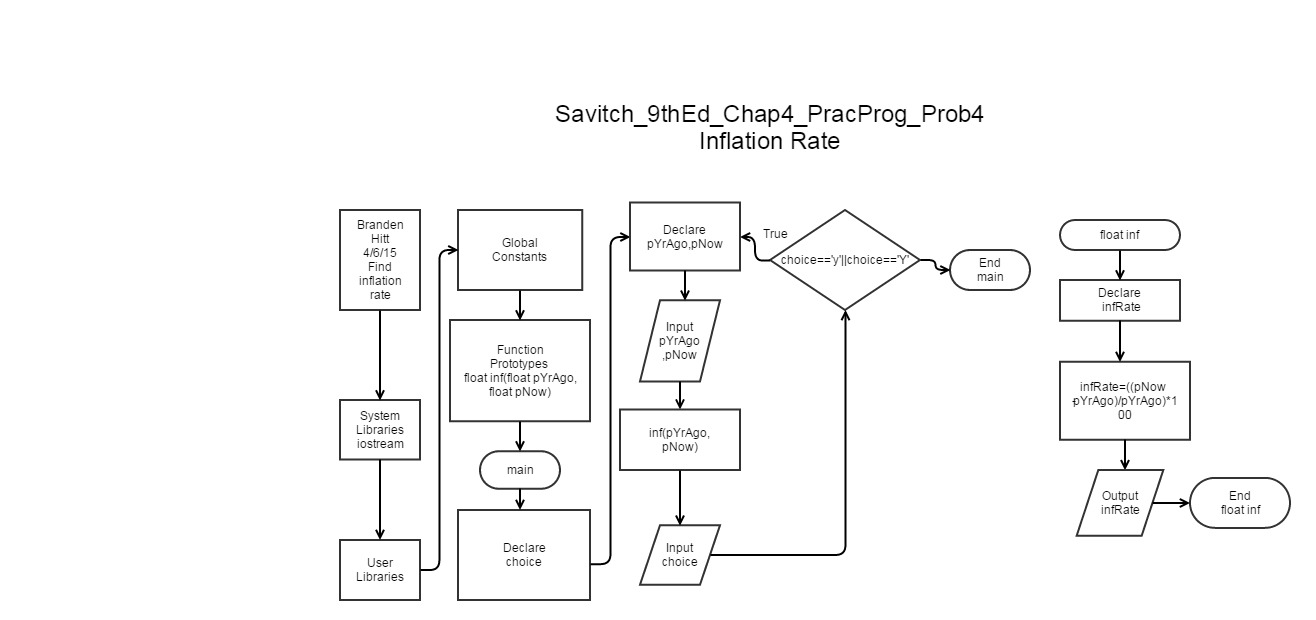 Savitch_9thEd_Chap4_PracProg_Prob4
Inflation Rate
Branden
Hitt
4/6/15
Find
inflation
rate
System
Libraries
iostream
User
Libraries
Global
Constants
Function
Prototypes
float inf(float pYrAgo,
float pNow)
main
Declare
choice
Declare
pYrAgo,pNow
Input
pYrAgo
,pNow
inf(pYrAgo,
pNow)
Input
choice
True
choice=='y'||choice=='Y'
End
main
float inf
Declare
infRate
infRate=((pNow
-pYrAgo)/pYrAgo)*1
00
Output
infRate
End
float inf